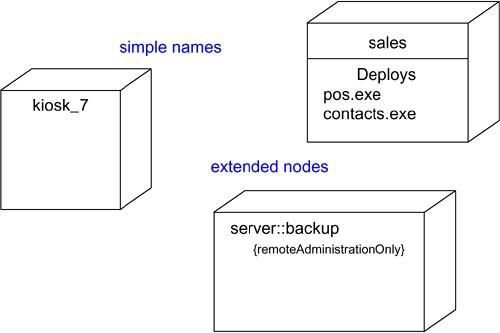 simple names
sales
Deploys
pos.exe
contacts.exe
kiosk_7
extended nodes
server::backup
{remoteAdministrationOnly}